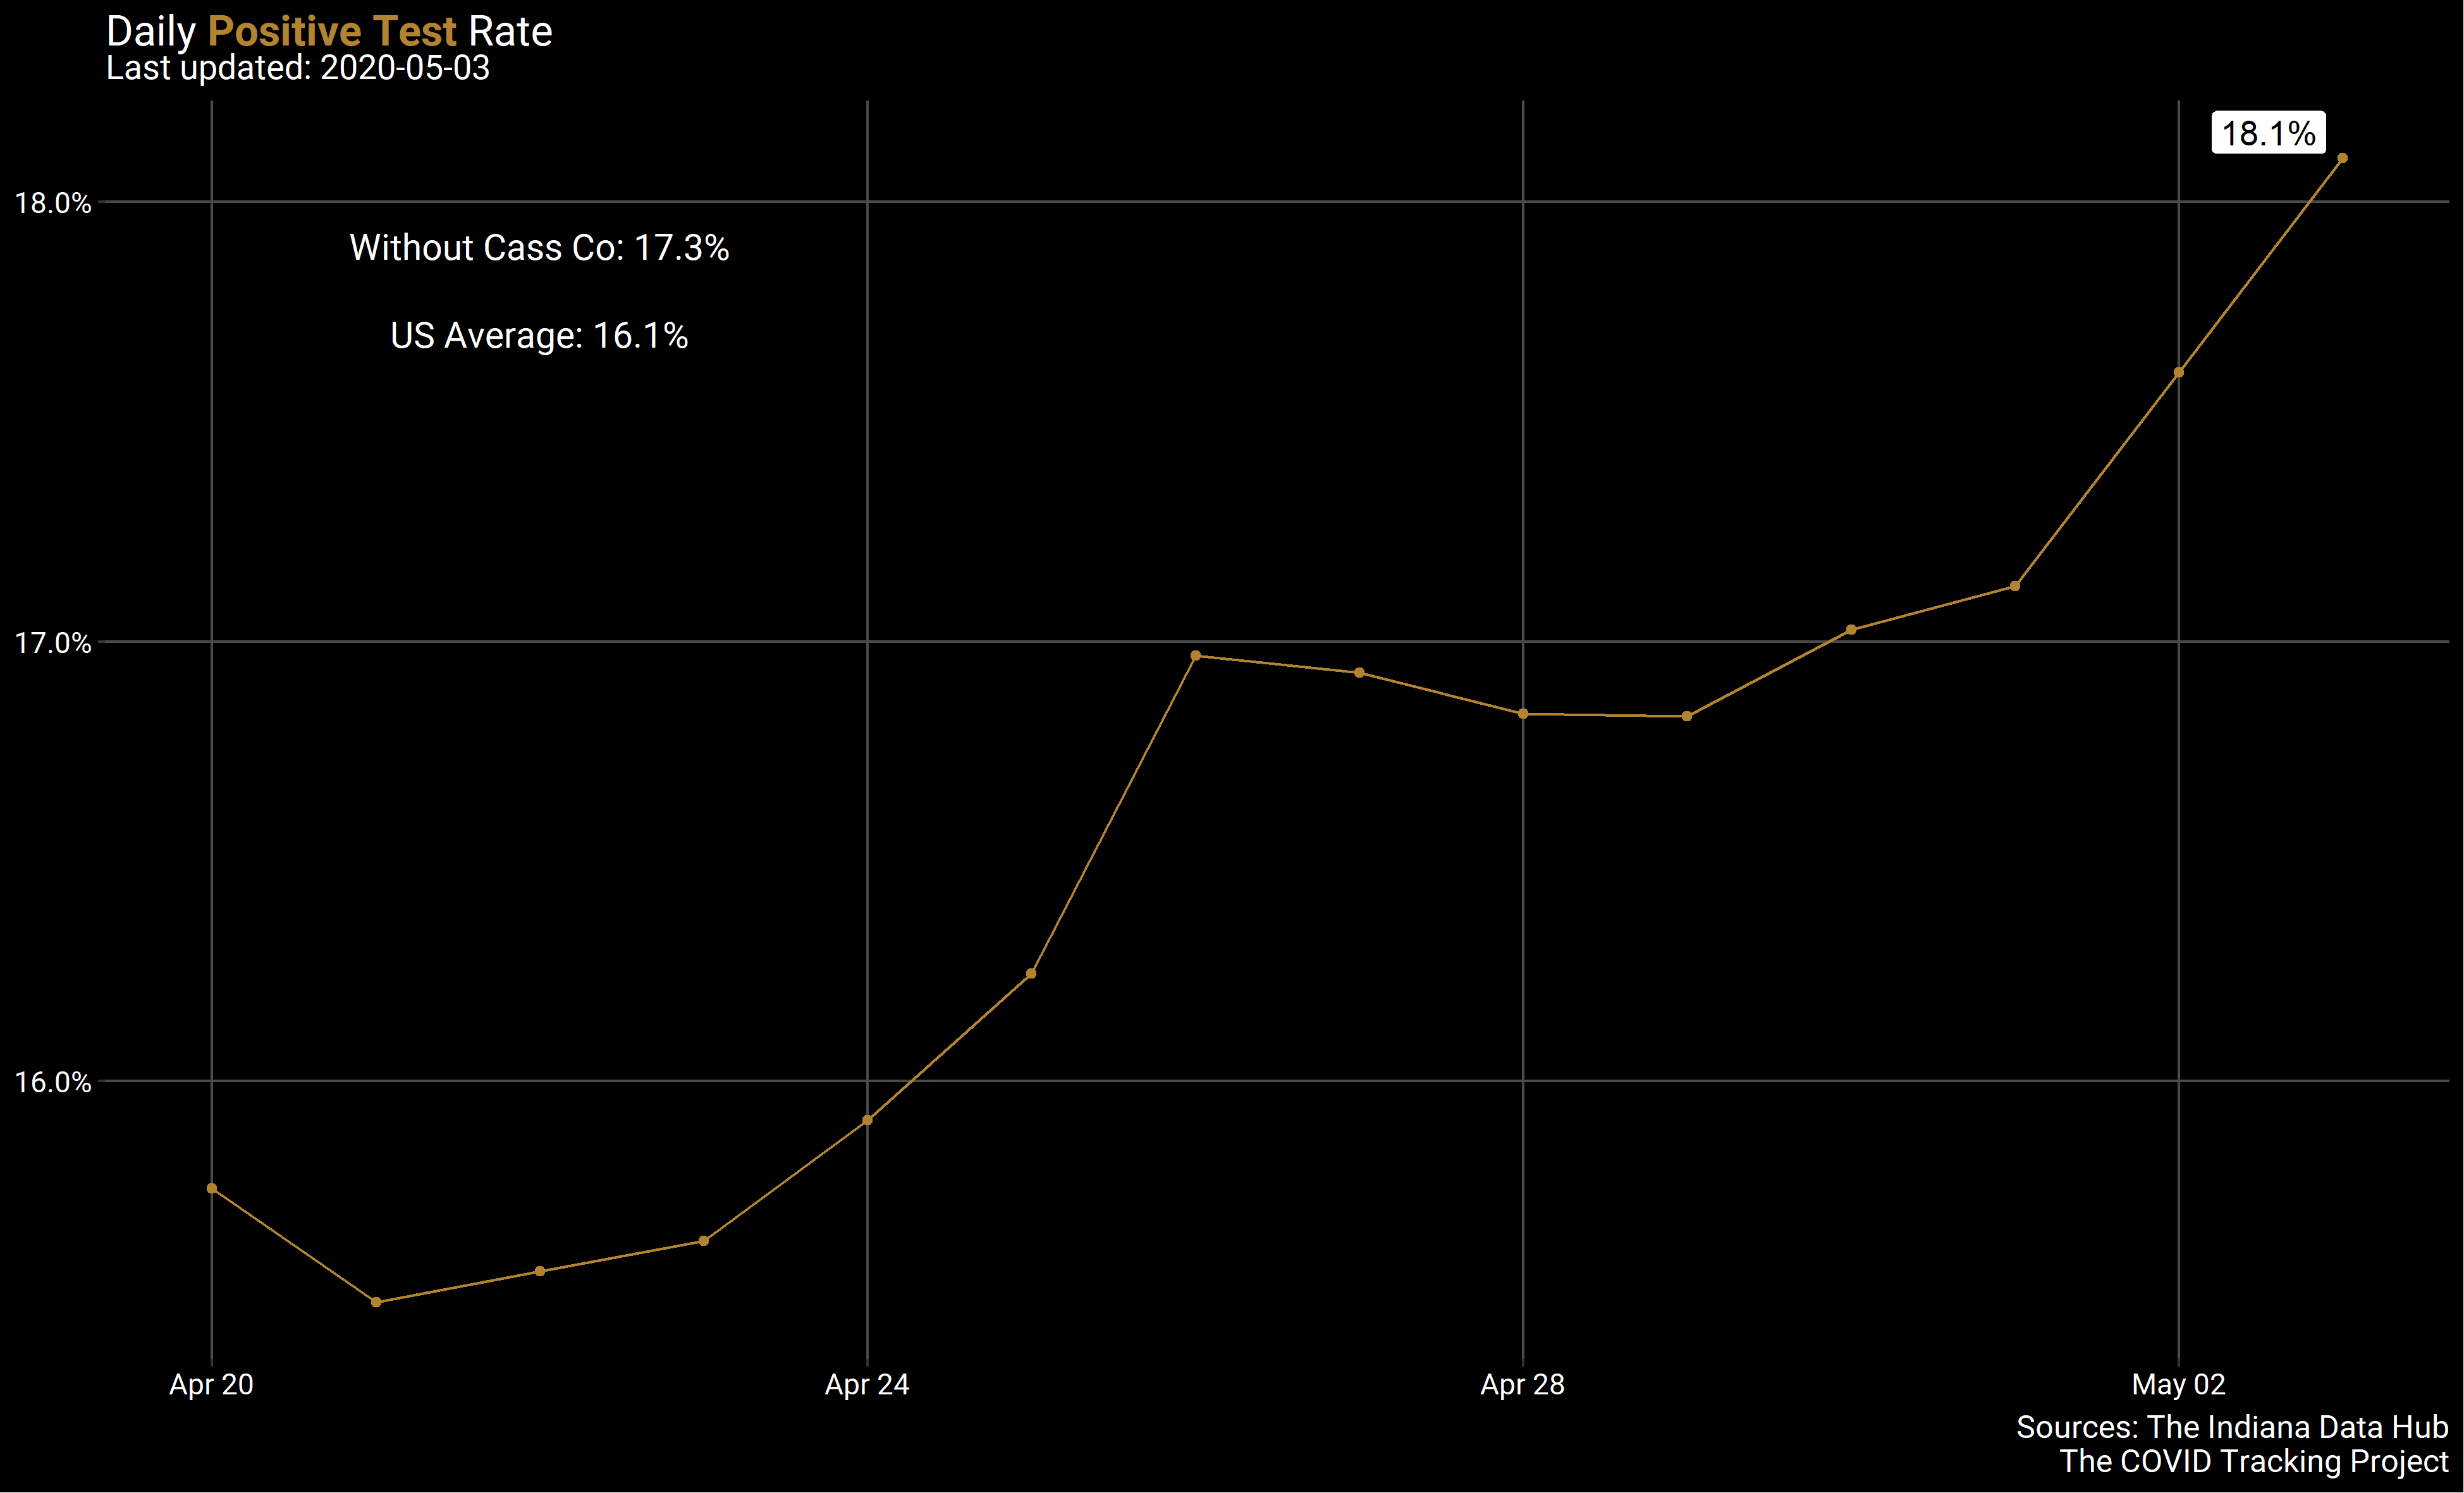 Daily Positive Test Rate
Last updated: 2020-05-03
18.1%
18.0%
Without Cass Co: 17.3%
US Average: 16.1%
17.0%
16.0%
Apr 20
Apr 24
Apr 28
May 02
Sources: The Indiana Data Hub
The COVID Tracking Project